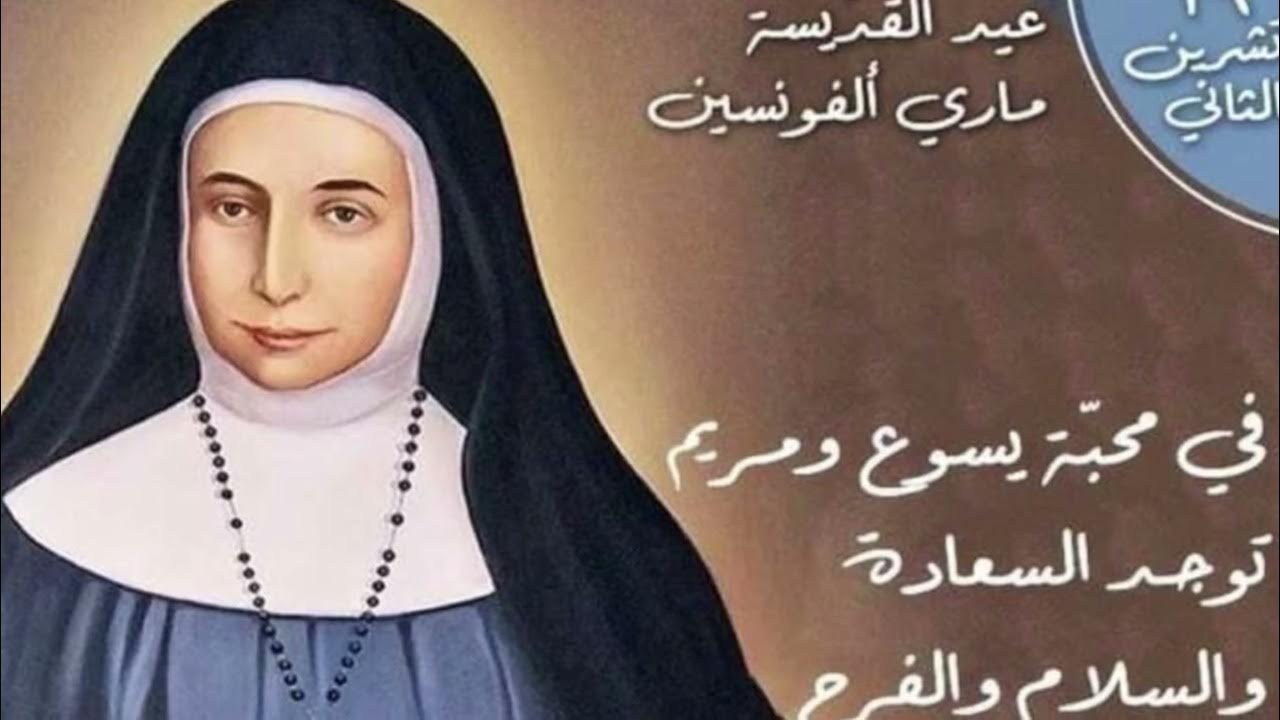 عيد القديسة
ماري ألفونسين
تشرين
الثاني
في محبّة يسوع ومريم
توجد السعادة
والسلام والفرح